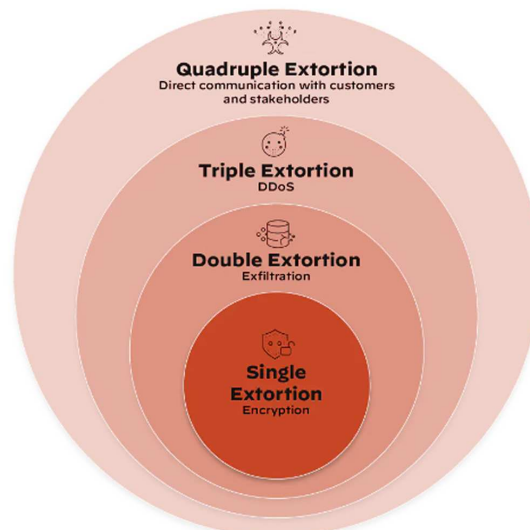 Quadruple Extortion
Direct communication with customers
and stakeholders
Triple Extortion
DDoS
Double Extortion
Exfiltration
Single
Extortion
Encryption